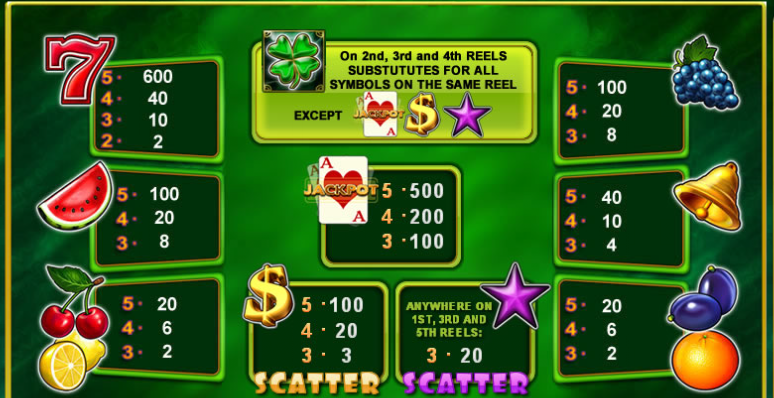 5 · 600
4 · 40
3 · 10
2 · 2
On 2nd, 3rd and 4th REELS
SUBSTUTUTES FOR ALL
SYMBOLS ON THE SAME REEL
EXCEPT
A
JACKPOT
A
$
5 · 100
4 · 20
3 · 8
5 · 100
4 · 20
3 · 8
A
JACKPOT
A
5 · 500
4 · 200
3 · 100
5 · 40
4 · 10
3 · 4
5 · 20
4 · 6
3 · 2
$
5 · 100
4 · 20
3 · 3
SCATTER
ANYWHERE ON
1ST, 3RD AND
5TH REELS:
3 · 20
SCATTER
5 · 20
4 · 6
3 · 2